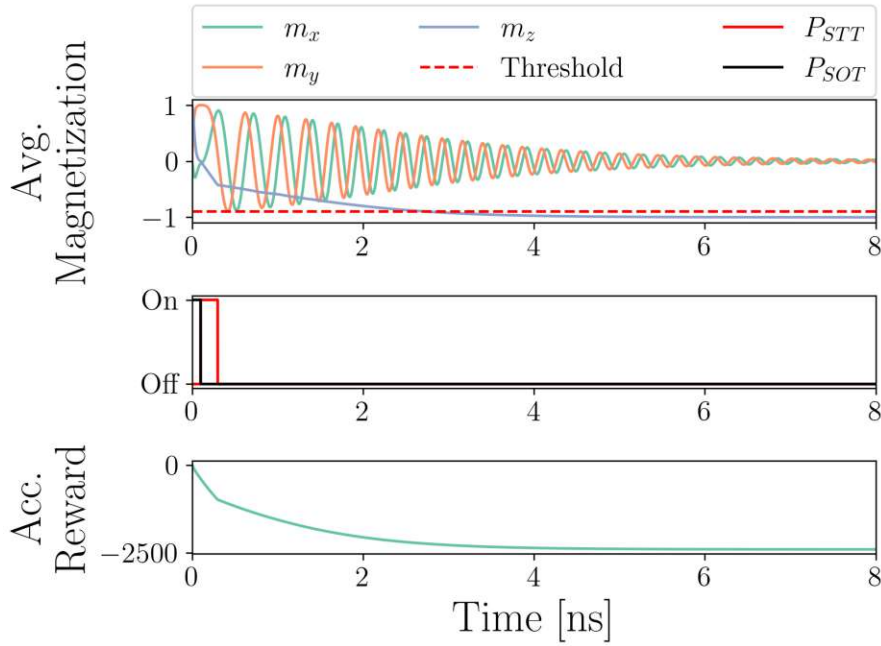 m_x m_z P_STT
m_y Threshold P_SOT
Avg.
Magnetization
1
0
−1
0 2 4 6 8
On
Off
0 2 4 6 8
Acc.
Reward
0
−2500
0 2 4 6 8
Time [ns]